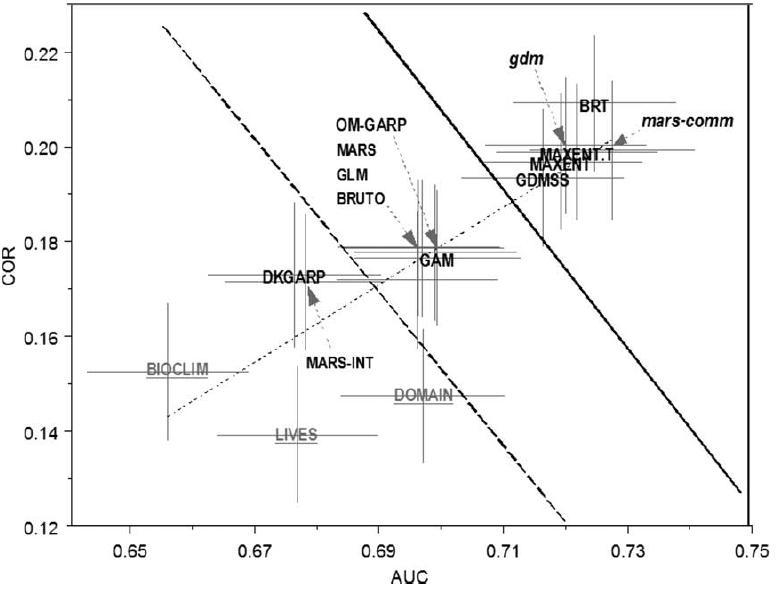 0.22
gdm
BRT
OM-GARP
mars-comm
0.20
MARS
MAXENT.T
MAXENT
GLM
GDMSS
BRUTO
0.18
COR
GAM
DKGARP
0.16
MARS-INT
BIOCLIM
DOMAIN
0.14
LIVES
0.12
0.65 0.67 0.69 0.71 0.73 0.75
AUC